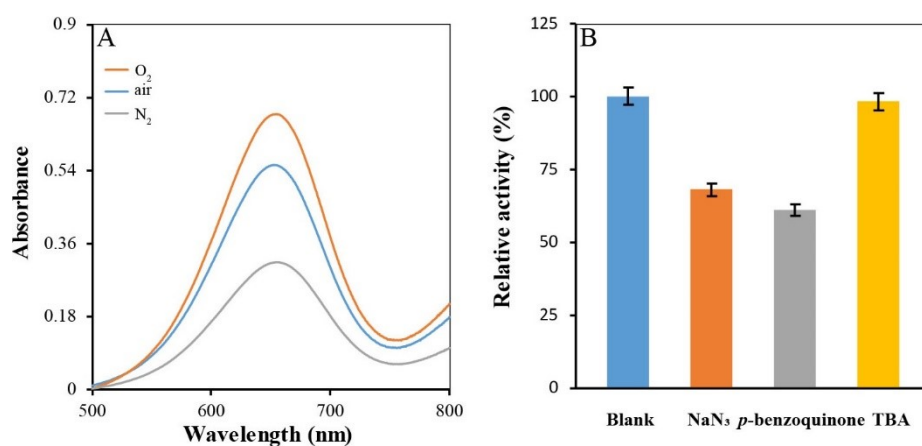 A
O₂
air
N₂
0.9
0.72
0.54
0.36
0.18
0
Absorbance
500
600
700
800
Wavelength (nm)
B
125
100
75
50
25
0
Relative activity (%)
Blank
NaN₃
p-benzoquinone
TBA